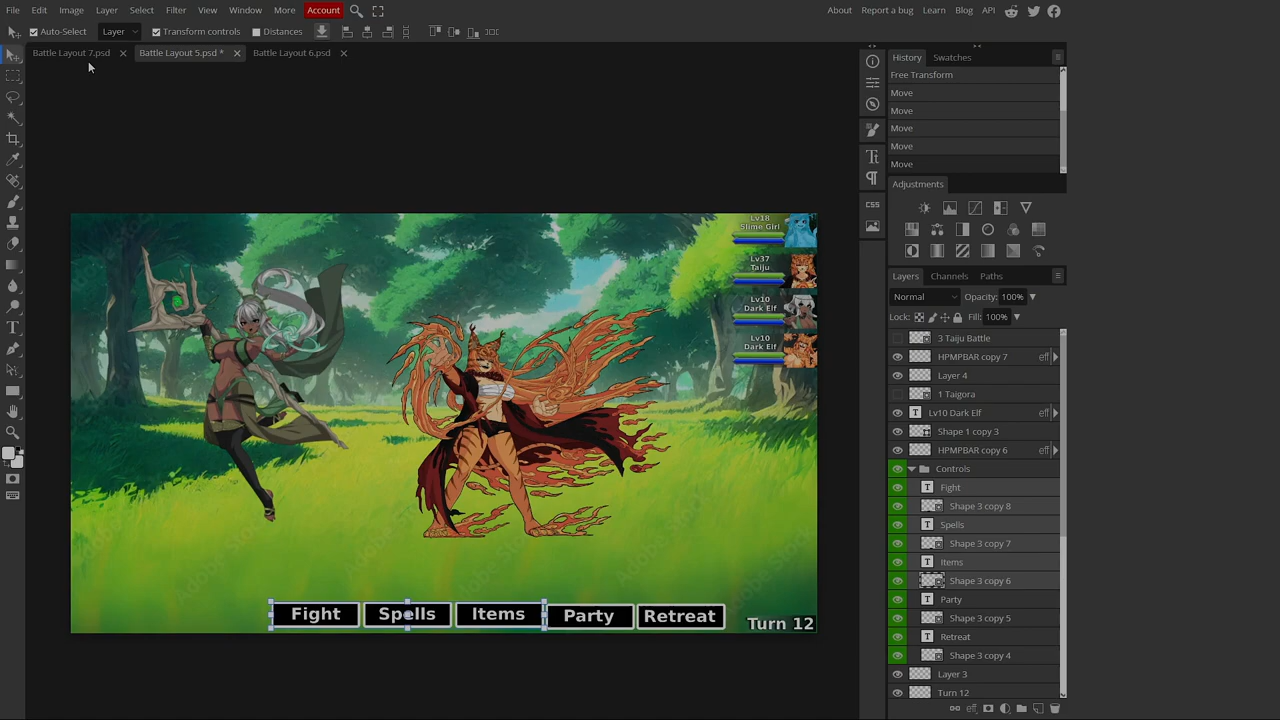 File Edit Image Layer Select Filter View Window More Account About Report a bug Learn Blog API
Auto-Select Layer Transform controls Distances
Battle Layout 7.psd Battle Layout 5.psd * Battle Layout 6.psd
History Swatches
Free Transform
Move
Move
Move
Move
Move
Adjustments
Layers Channels Paths
Normal Opacity: 100%
Lock: Fill: 100%
3 Taiju Battle
HPMPBAR copy 7 eff
Layer 4
1 Taigora
Lv10 Dark Elf eff
Shape 1 copy 3
HPMPBAR copy 6 eff
Controls
Fight
Shape 3 copy 8
Spells
Shape 3 copy 7
Items
Shape 3 copy 6
Party
Shape 3 copy 5
Retreat
Shape 3 copy 4
Layer 3
Turn 12
eff
CSS
Lv18
Slime Girl
Lv37
Taiju
Lv10
Dark Elf
Lv10
Dark Elf
Fight Spells Items Party Retreat
Turn 12